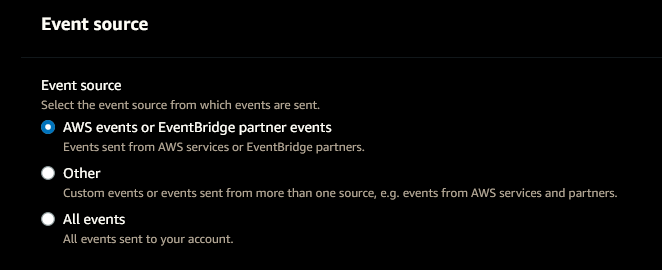 Event source
Event source
Select the event source from which events are sent.
AWS events or EventBridge partner events
Events sent from AWS services or EventBridge partners.
Other
Custom events or events sent from more than one source, e.g. events from AWS services and partners.
All events
All events sent to your account.